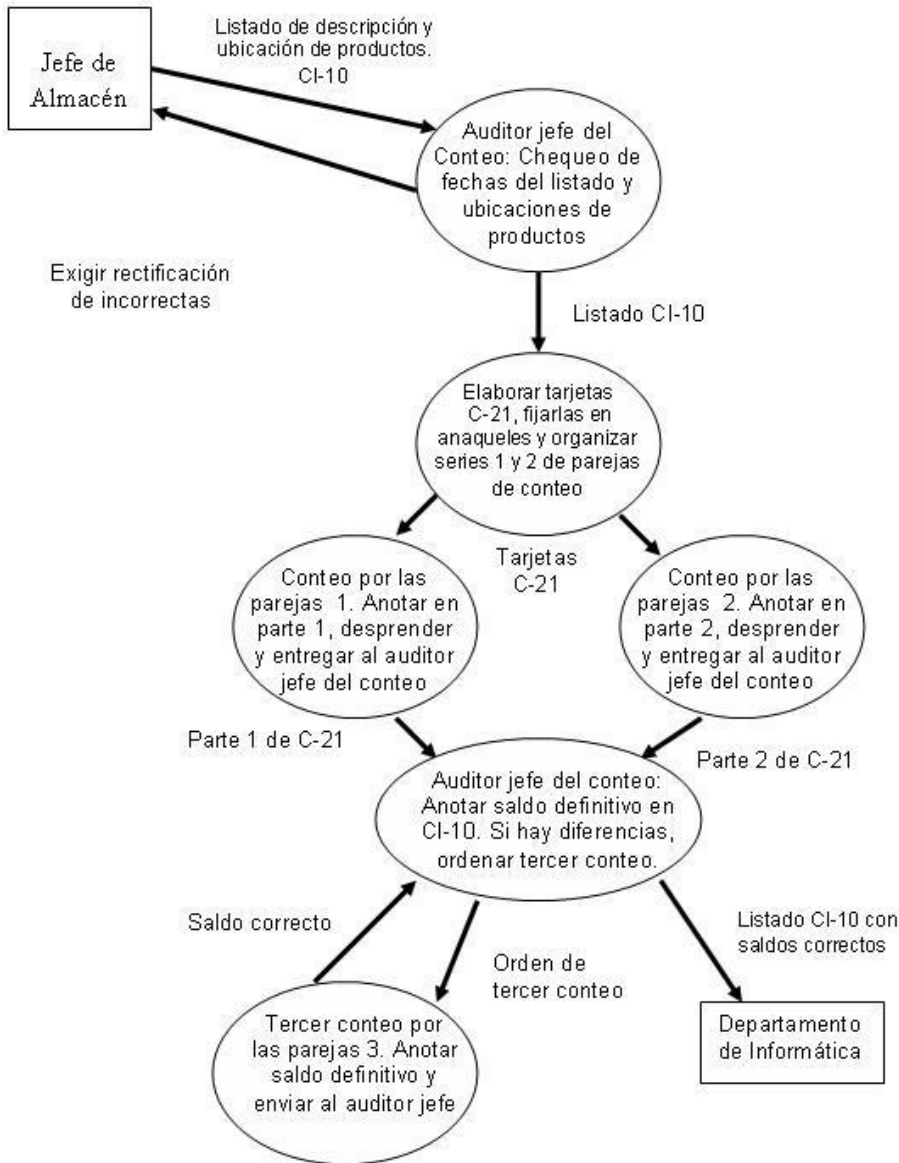 Listado de descripción y
ubicación de productos.
CI-10
Jefe de
Almacén
Auditor jefe del
Conteo: Chequeo de
fechas del listado y
ubicaciones de
productos
Exigir rectificación
de incorrectas
Listado CI-10
Elaborar tarjetas
C-21, fijarlas en
anaqueles y organizar
series 1 y 2 de parejas
de conteo
Tarjetas
C-21
Conteo por las
parejas 1. Anotar en
parte 1, desprender
y entregar al auditor
jefe del conteo
Conteo por las
parejas 2. Anotar en
parte 2, desprender
y entregar al auditor
jefe del conteo
Parte 1 de C-21
Parte 2 de C-21
Auditor jefe del conteo:
Anotar saldo definitivo en
CI-10. Si hay diferencias,
ordenar tercer conteo.
Saldo correcto
Orden de
tercer conteo
Listado CI-10 con
saldos correctos
Tercer conteo por
las parejas 3. Anotar
saldo definitivo y
enviar al auditor jefe
Departamento
de Informática